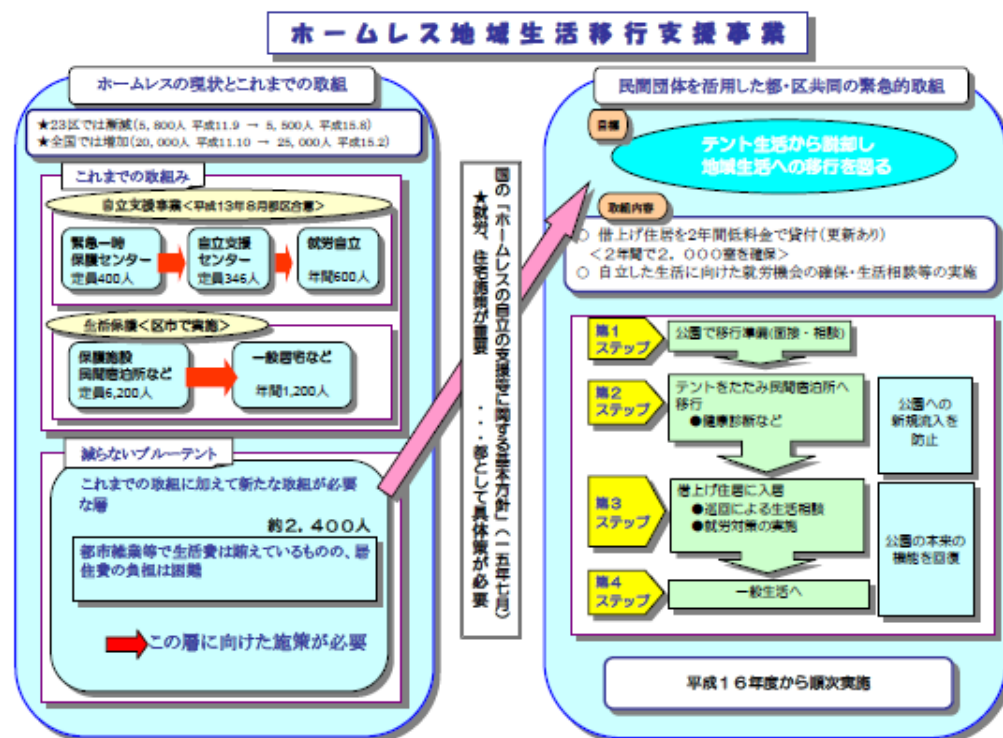 ホームレス地域生活移行支援事業
ホームレスの現状とこれまでの取組
★23区では漸減(5,800人 平成11.9 → 5,500人 平成15.8)
★全国では増加(20,000人 平成11.10 → 25,000人 平成15.2)
これまでの取組み
自立支援事業<平成13年8月都区合意>
緊急一時
保護センター
定員400人
自立支援
センター
定員346人
就労自立
年間600人
生活保護<区市で実施>
保護施設
民間宿泊所など
定員6,200人
一般居宅など
年間1,200人
減らないブルーテント
これまでの取組に加えて新たな取組が必要
な層
約2,400人
都市雑業等で生活費は賄えているものの、居
住費の負担は困難
この層に向けた施策が必要
国の『ホームレスの自立の支援等に関する基本方針』(一五年七月)
★就労、住宅施策が重要 ・・・都として具体策が必要
民間団体を活用した都・区共同の緊急的取組
目標
テント生活から脱却し
地域生活への移行を図る
取組内容
○ 借上げ住居を2年間低料金で貸付(更新あり)
<2年間で2,000室を確保>
○ 自立した生活に向けた就労機会の確保・生活相談等の実施
第1
ステップ
公園で移行準備(面接・相談)
第2
ステップ
テントをたたみ民間宿泊所へ
移行
●健康診断など
公園への
新規流入を
防止
第3
ステップ
借上げ住居に入居
●巡回による生活相談
●就労対策の実施
公園の本来の
機能を回復
第4
ステップ
一般生活へ
平成16年度から順次実施